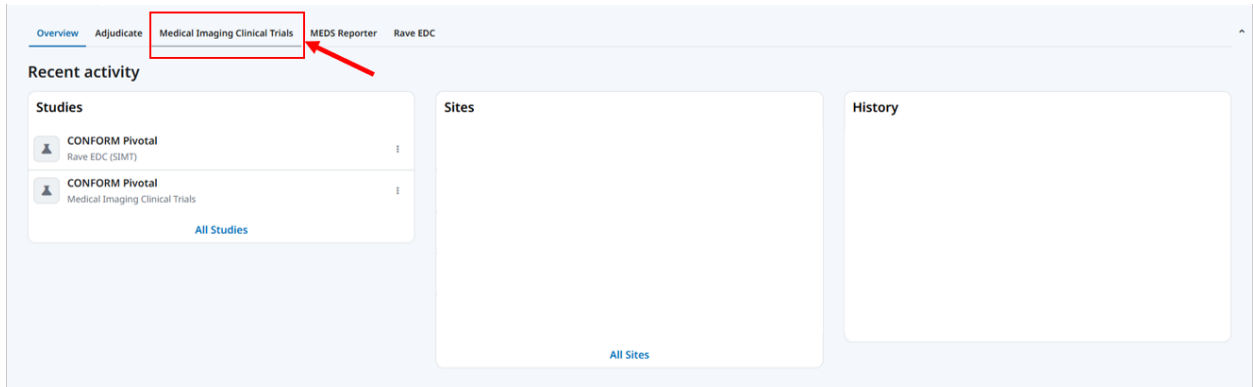 Overview Adjudicate Medical Imaging Clinical Trials MEDS Reporter Rave EDC
Recent activity
Studies
CONFORM Pivotal
Rave EDC (SIMT)
CONFORM Pivotal
Medical Imaging Clinical Trials
All Studies
Sites
All Sites
History